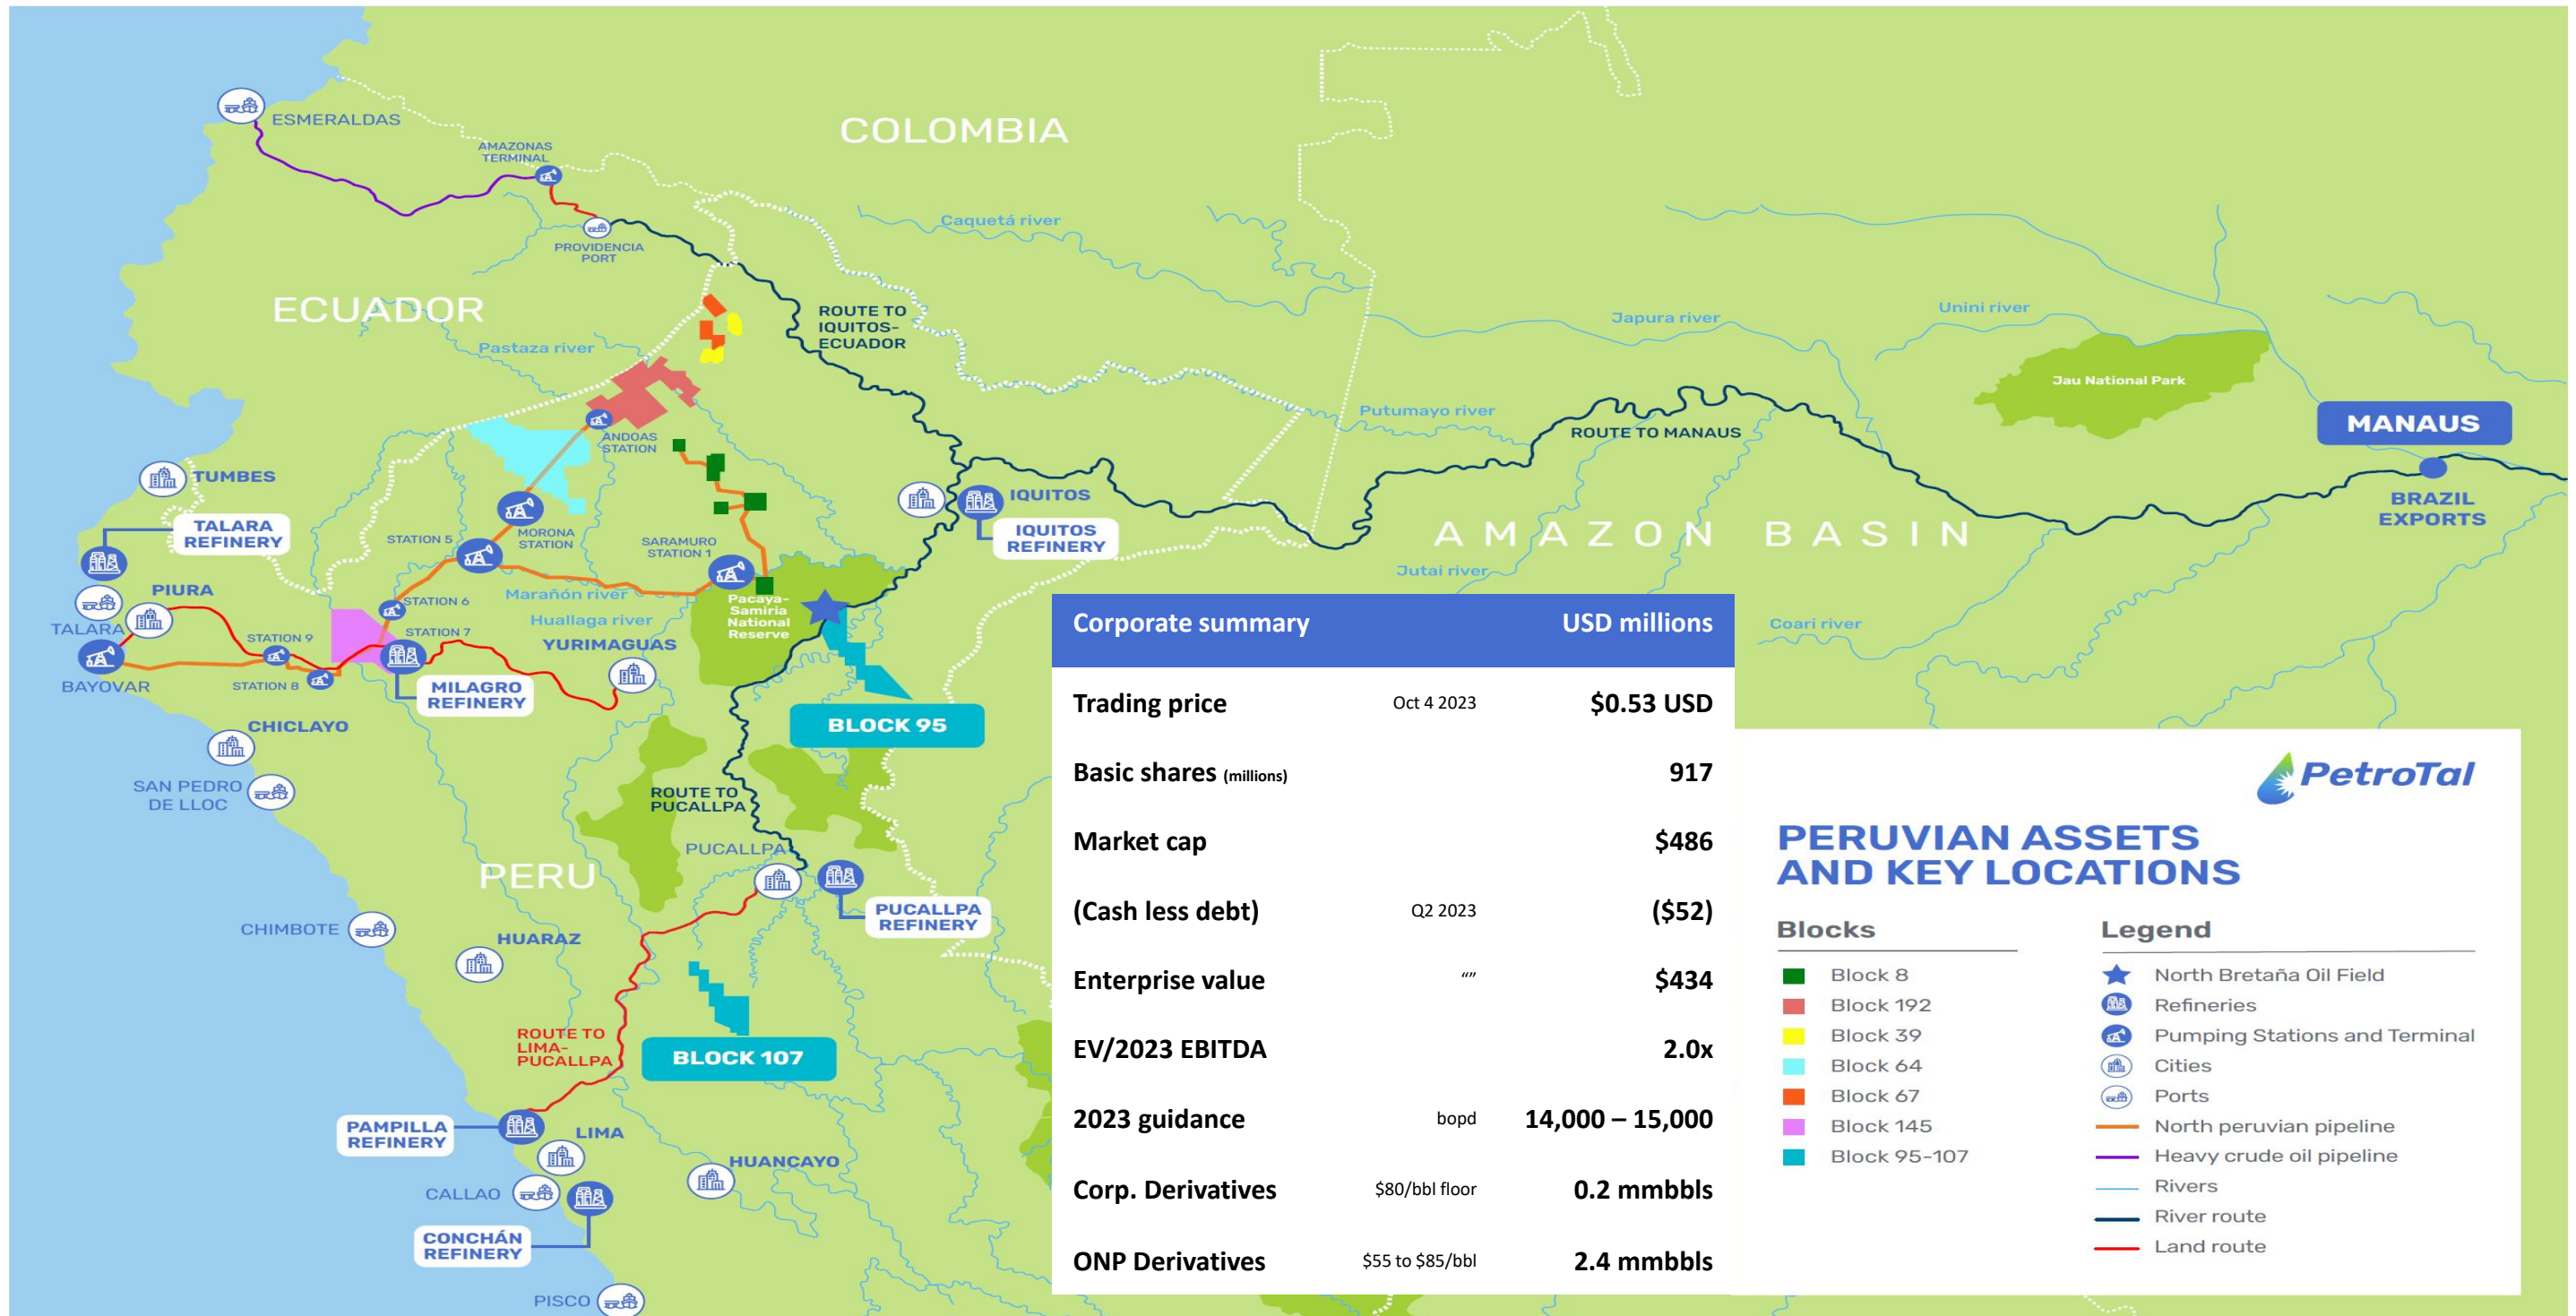 COLOMBIA
ESMERALDAS
AMAZONAS
TERMINAL
PROVIDENCIA
PORT
Caquetá river
ECUADOR
ROUTE TO
IQUITOS-
ECUADOR
Pastaza river
Japura river
Unini river
Jau National Park
Putumayo river
ROUTE TO MANAUS
MANAUS
BRAZIL
EXPORTS
ANDOAS
STATION
TUMBES
TALARA
REFINERY
STATION 5
MORONA
STATION
SARAMURO
STATION 1
IQUITOS
IQUITOS
REFINERY
AMAZON BASIN
Jutai river
Coari river
PIURA
TALARA
BAYOVAR
STATION 9
STATION 8
STATION 6
STATION 7
Marañón river
Huallaga river
YURIMAGUAS
Pacaya-
Samiria
National
Reserve
MILAGRO
REFINERY
BLOCK 95
CHICLAYO
SAN PEDRO
DE LLOC
ROUTE TO
PUCALLPA
PERU
PUCALLPA
PUCALLPA
REFINERY
CHIMBOTE
HUARAZ
ROUTE TO
LIMA-
PUCALLPA
BLOCK 107
PAMPILLA
REFINERY
LIMA
HUANCAYO
CALLAO
CONCHÁN
REFINERY
PISCO
Corporate summary USD millions
Trading price Oct 4 2023 $0.53 USD
Basic shares (millions) 917
Market cap $486
(Cash less debt) Q2 2023 ($52)
Enterprise value “” $434
EV/2023 EBITDA 2.0x
2023 guidance bopd 14,000 – 15,000
Corp. Derivatives $80/bbl floor 0.2 mmbbls
ONP Derivatives $55 to $85/bbl 2.4 mmbbls
PetroTal
PERUVIAN ASSETS
AND KEY LOCATIONS
Blocks
Block 8
Block 192
Block 39
Block 64
Block 67
Block 145
Block 95-107
Legend
North Bretaña Oil Field
Refineries
Pumping Stations and Terminal
Cities
Ports
North peruvian pipeline
Heavy crude oil pipeline
Rivers
River route
Land route